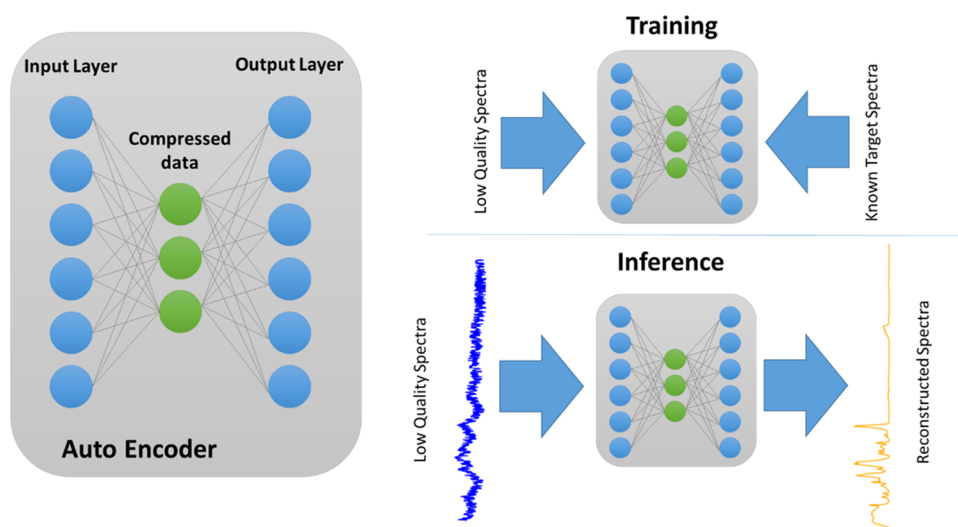 Input Layer
Output Layer
Compressed
data
Auto Encoder
Training
Low Quality Spectra
Known Target Spectra
Inference
Low Quality Spectra
Reconstructed Spectra